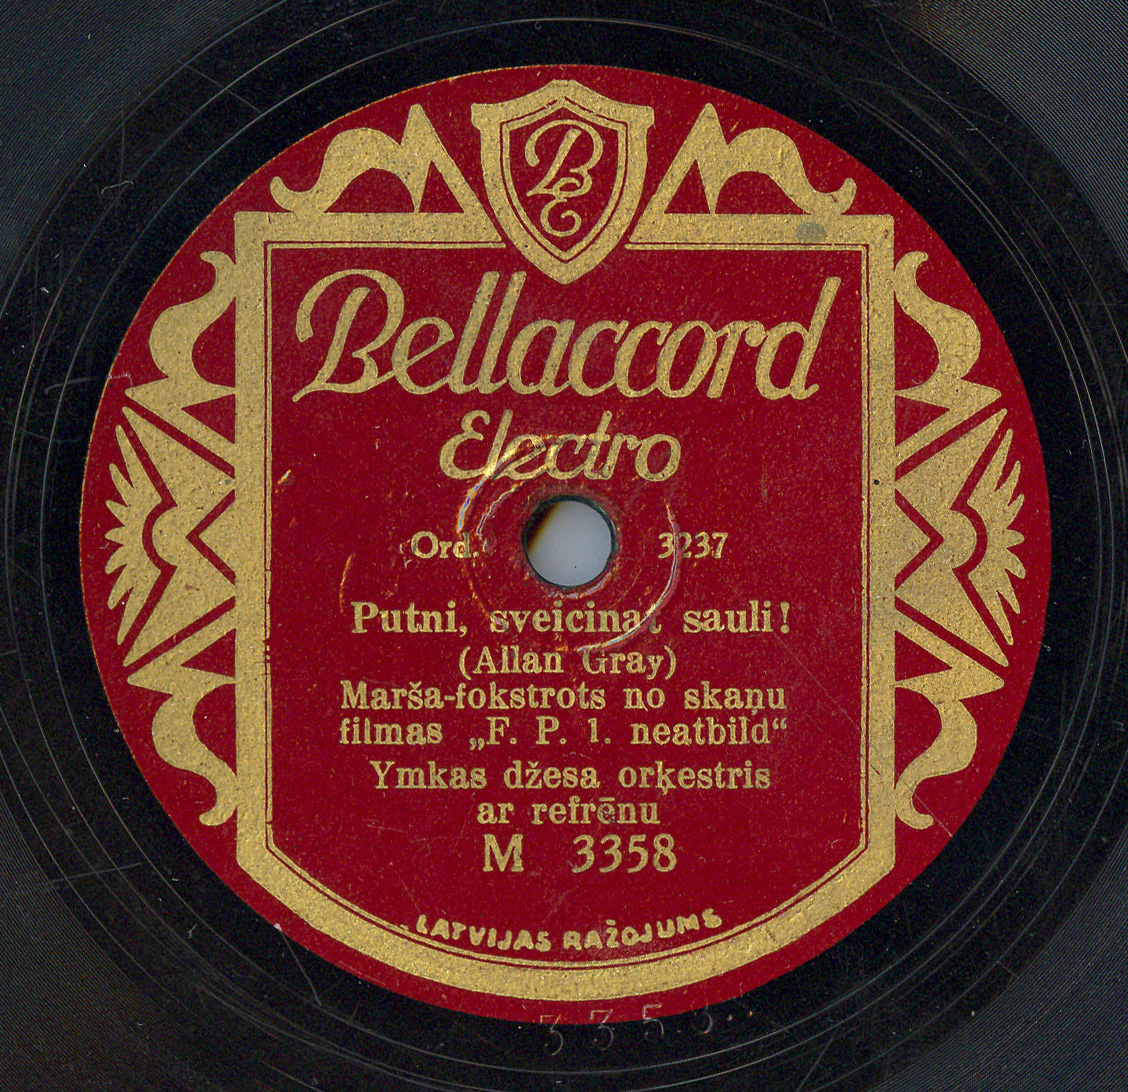 BE
Bellaccord
Electro
Ord. 3237
Putni, sveicinat sauli!
(Allan Gray)
Marša-fokstrots no skaņu
filmas „F. P. 1. neatbild“
Ymkas džesa orķestris
ar refrēnu
M 3358
LATVIJAS RAŽOJUMS
3358